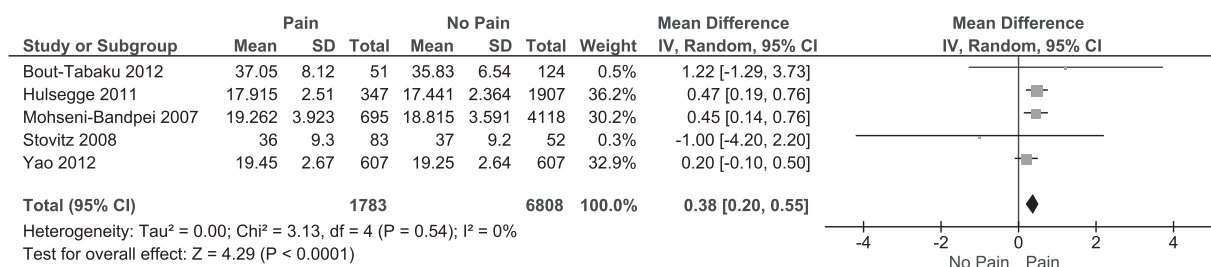 Pain No Pain Mean Difference Mean Difference
Study or Subgroup Mean SD Total Mean SD Total Weight IV, Random, 95% CI IV, Random, 95% CI
Bout-Tabaku 2012 37.05 8.12 51 35.83 6.54 124 0.5% 1.22 [-1.29, 3.73]
Hulsegge 2011 17.915 2.51 347 17.441 2.364 1907 36.2% 0.47 [0.19, 0.76]
Mohseni-Bandpei 2007 19.262 3.923 695 18.815 3.591 4118 30.2% 0.45 [0.14, 0.76]
Stovitz 2008 36 9.3 83 37 9.2 52 0.3% -1.00 [-4.20, 2.20]
Yao 2012 19.45 2.67 607 19.25 2.64 607 32.9% 0.20 [-0.10, 0.50]
Total (95% CI) 1783 6808 100.0% 0.38 [0.20, 0.55]
Heterogeneity: Tau² = 0.00; Chi² = 3.13, df = 4 (P = 0.54); I² = 0%
Test for overall effect: Z = 4.29 (P < 0.0001)
-4 -2 0 2 4
No Pain Pain